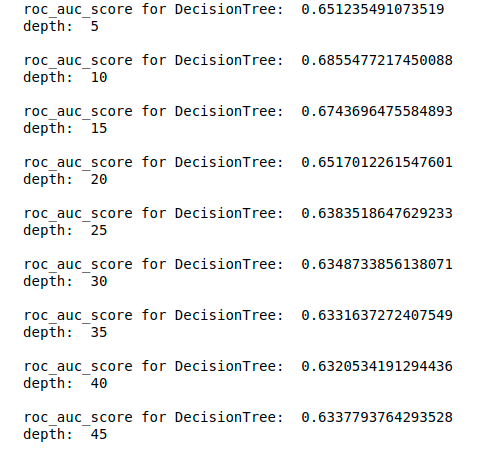 roc_auc_score for DecisionTree:  0.651235491073519
depth:  5
roc_auc_score for DecisionTree:  0.6855477217450088
depth:  10
roc_auc_score for DecisionTree:  0.6743696475584893
depth:  15
roc_auc_score for DecisionTree:  0.6517012261547601
depth:  20
roc_auc_score for DecisionTree:  0.6383518647629233
depth:  25
roc_auc_score for DecisionTree:  0.6348733856138071
depth:  30
roc_auc_score for DecisionTree:  0.6331637272407549
depth:  35
roc_auc_score for DecisionTree:  0.6320534191294436
depth:  40
roc_auc_score for DecisionTree:  0.6337793764293528
depth:  45